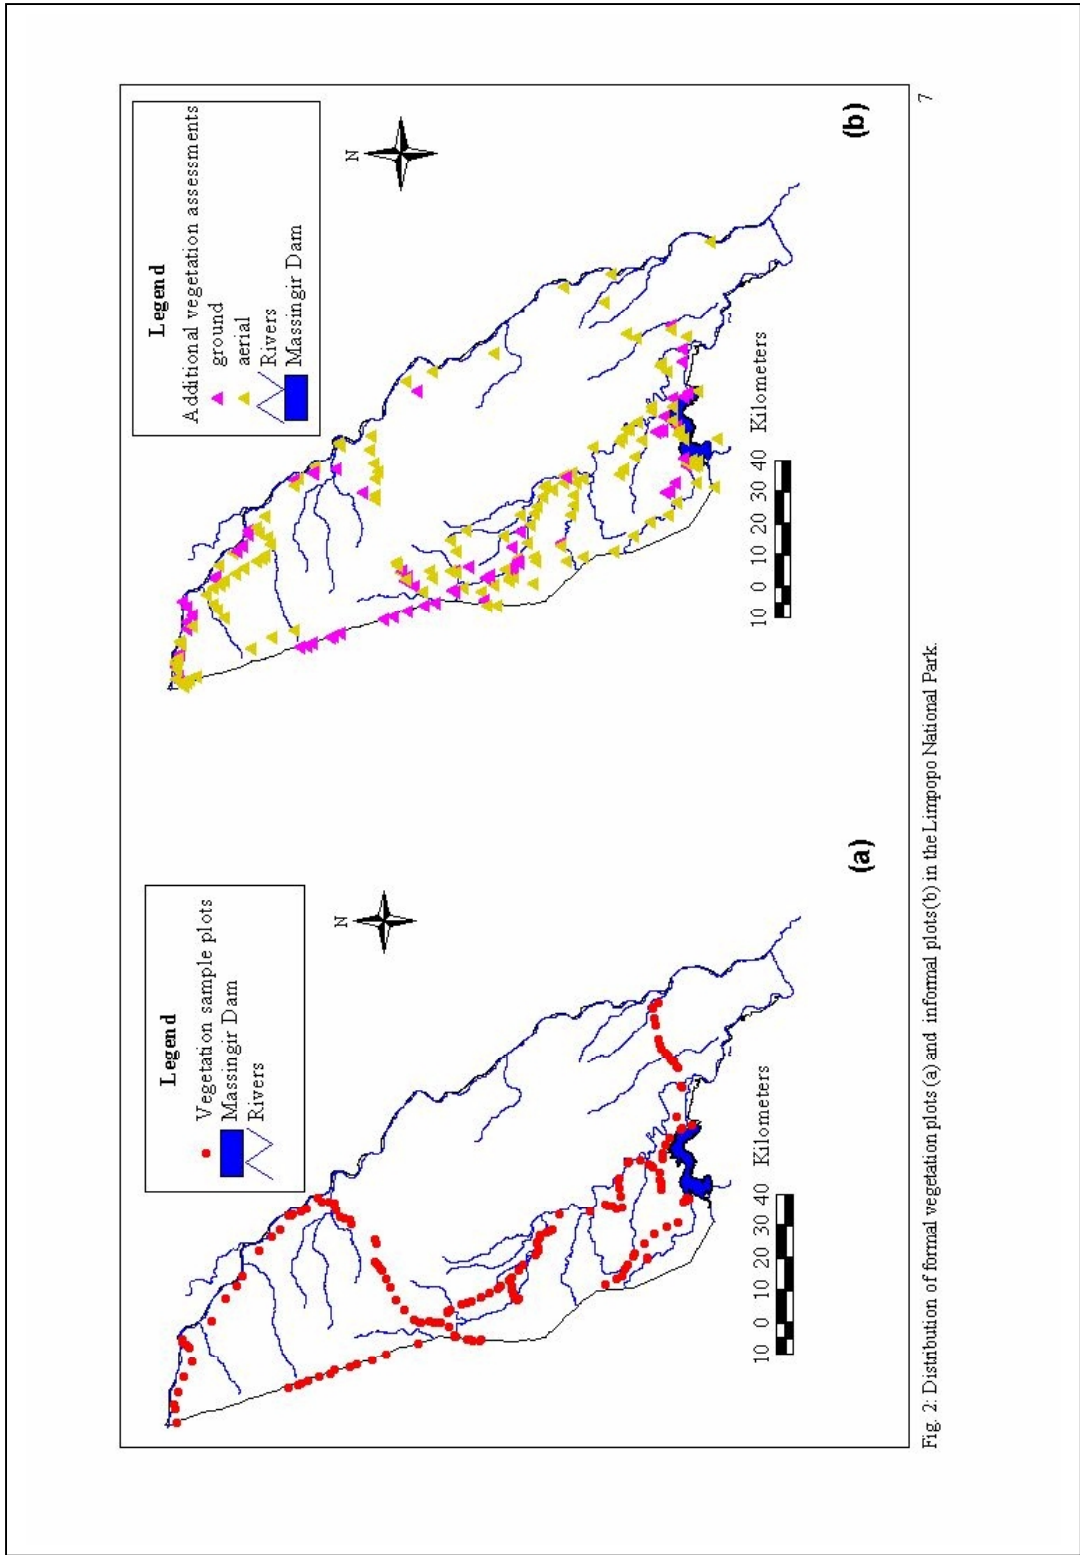 Legend
Vegetation sample plots
Massingir Dam
Rivers
N
10 0 10 20 30 40 Kilometers
(a)
Legend
Additional vegetation assessments
ground
aerial
Rivers
Massingir Dam
N
10 0 10 20 30 40 Kilometers
(b)
Fig. 2: Distribution of formal vegetation plots (a) and informal plots(b) in the Limpopo National Park.
7